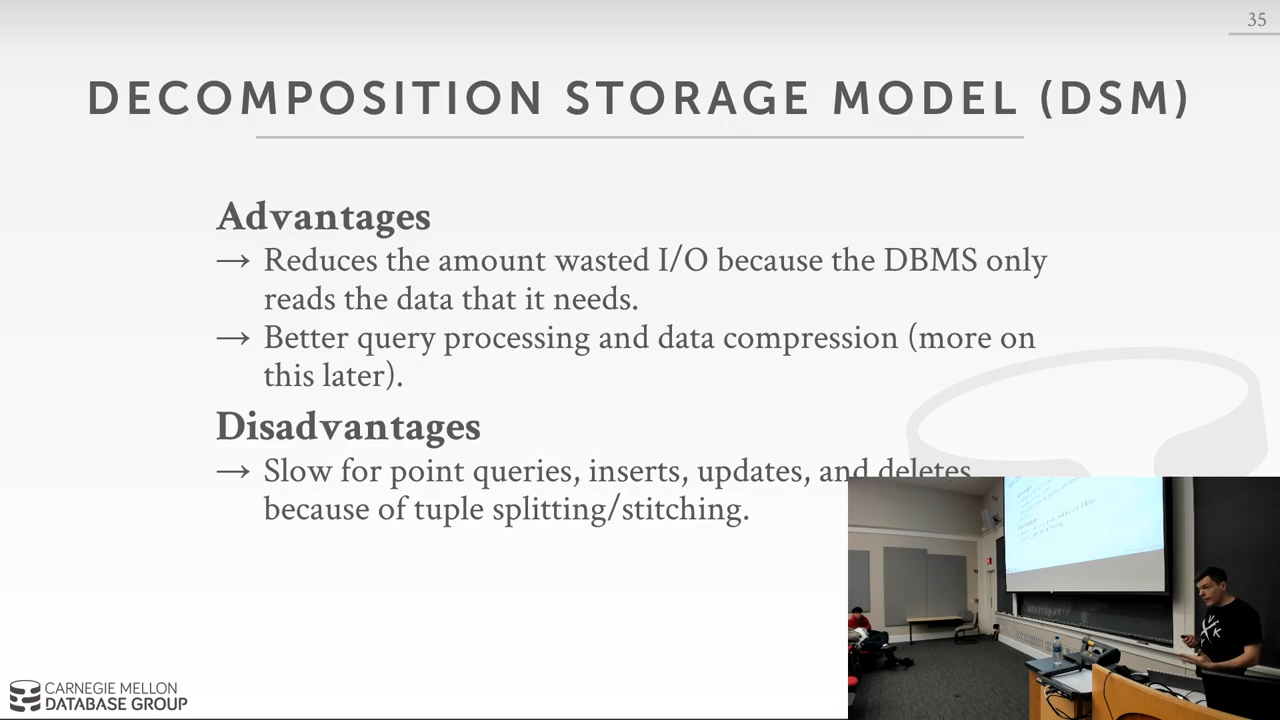 35
DECOMPOSITION STORAGE MODEL (DSM)
Advantages
→ Reduces the amount wasted I/O because the DBMS only
reads the data that it needs.
→ Better query processing and data compression (more on
this later).
Disadvantages
→ Slow for point queries, inserts, updates, and deletes
because of tuple splitting/stitching.
CARNEGIE MELLON
DATABASE GROUP